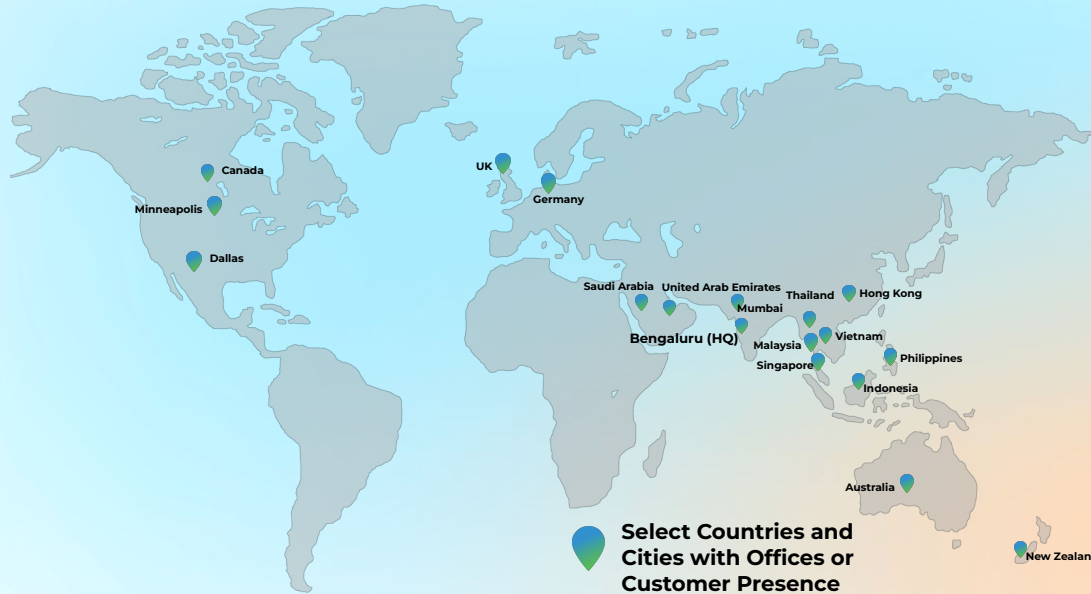 Canada
Minneapolis
Dallas
UK
Germany
Saudi Arabia
United Arab Emirates
Mumbai
Bengaluru (HQ)
Thailand
Hong Kong
Malaysia
Vietnam
Singapore
Philippines
Indonesia
Australia
New Zealan
Select Countries and
Cities with Offices or
Customer Presence